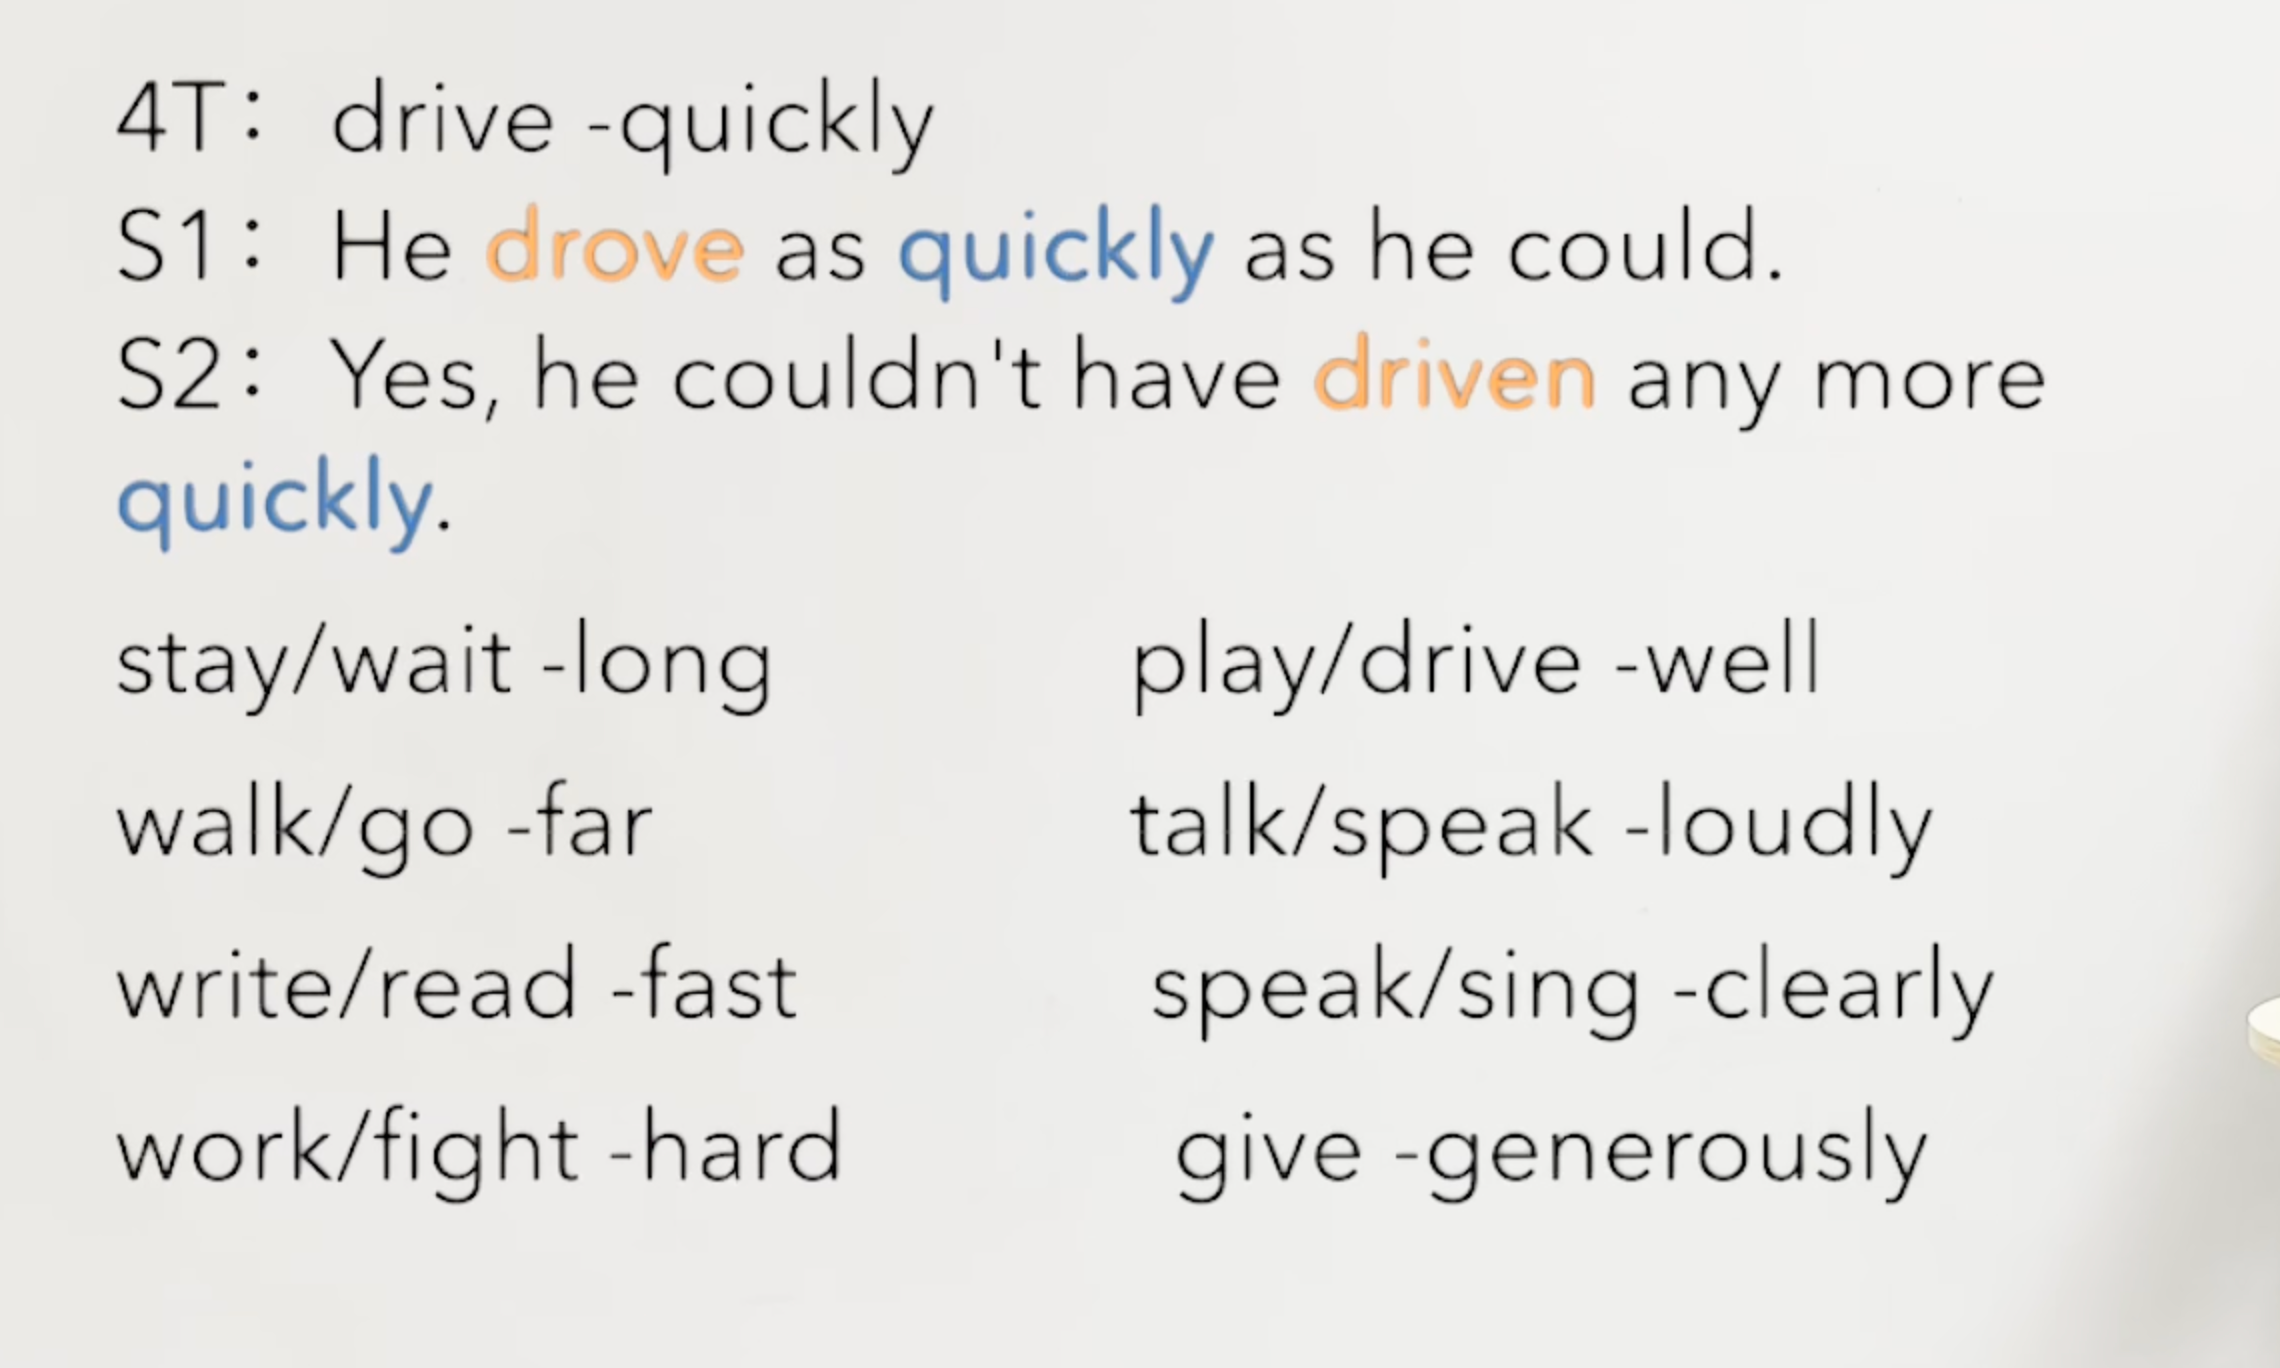 4T: drive -quickly
S1: He drove as quickly as he could.
S2: Yes, he couldn't have driven any more
quickly.
stay/wait -long
play/drive -well
walk/go -far
talk/speak -loudly
write/read -fast
speak/sing -clearly
work/fight -hard
give -generously